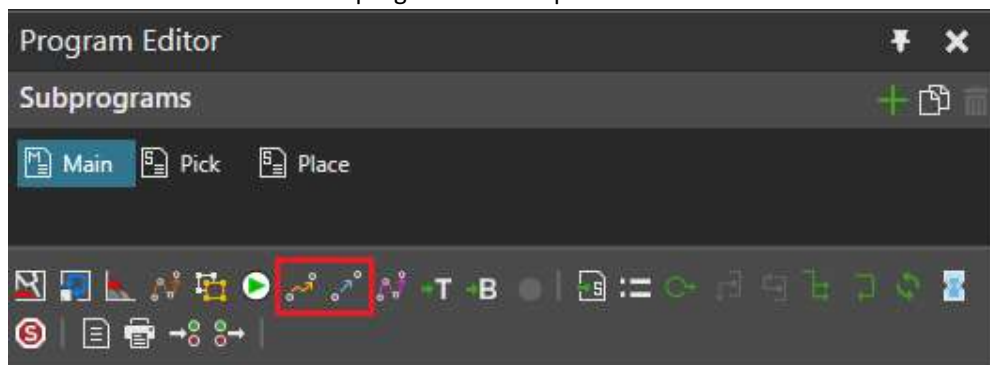 Program Editor
Subprograms
M Main S Pick S Place
T B S
S